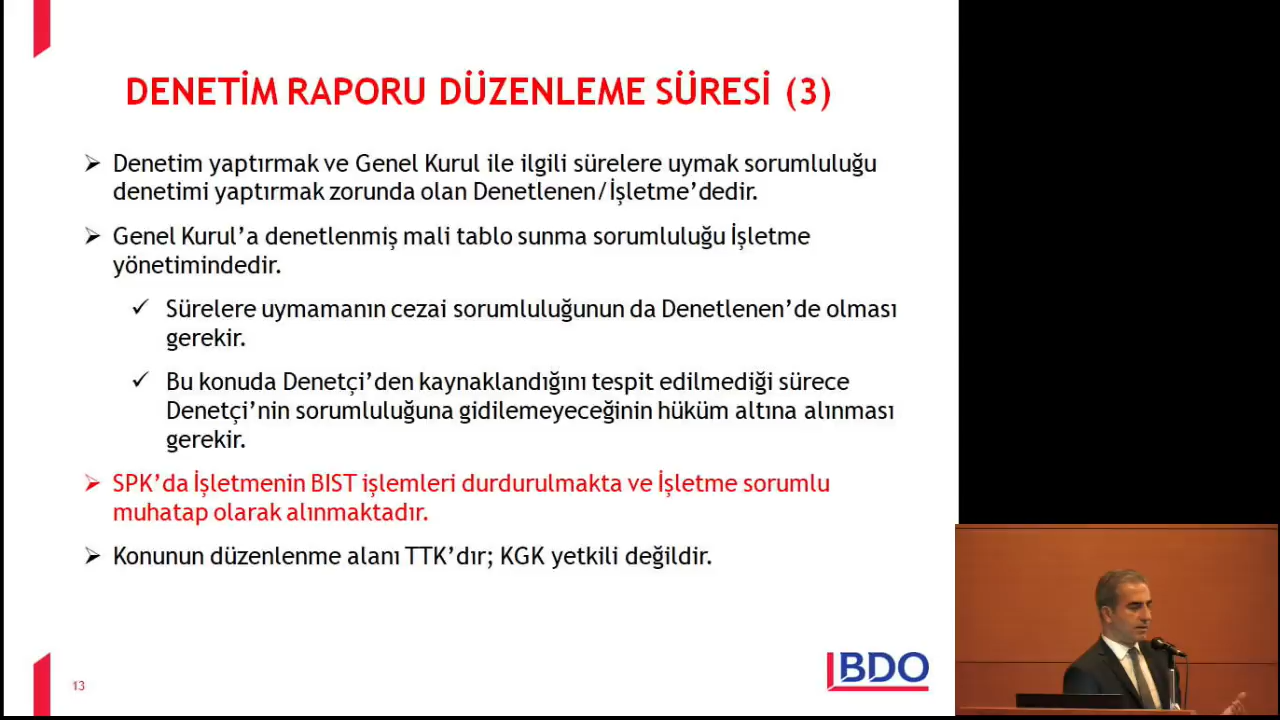 DENETİM RAPORU DÜZENLEME SÜRESİ (3)
➢ Denetim yaptırmak ve Genel Kurul ile ilgili sürelere uymak sorumluluğu
denetimi yaptırmak zorunda olan Denetlenen/İşletme’dedir.
➢ Genel Kurul’a denetlenmiş mali tablo sunma sorumluluğu İşletme
yönetimindedir.
✓ Sürelere uymamanın cezai sorumluluğunun da Denetlenen’de olması
gerekir.
✓ Bu konuda Denetçi’den kaynaklandığını tespit edilmediği sürece
Denetçi’nin sorumluluğuna gidilemeyeceğinin hüküm altına alınması
gerekir.
➢ SPK’da İşletmenin BIST işlemleri durdurulmakta ve İşletme sorumlu
muhatap olarak alınmaktadır.
➢ Konunun düzenlenme alanı TTK’dır; KGK yetkili değildir.
13
BDO